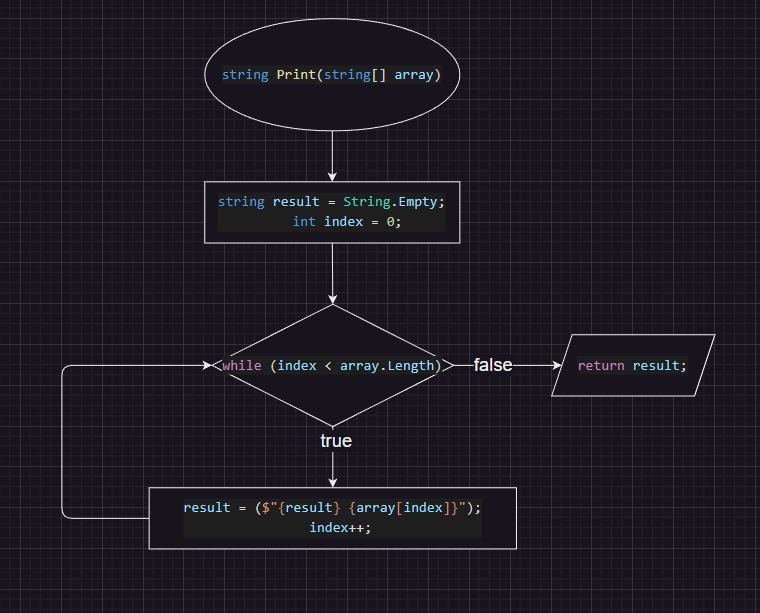 string Print(string[] array)
string result = String.Empty;
int index = 0;
while (index < array.Length)
false
return result;
true
result = ($"{result} {array[index]}");
index++;